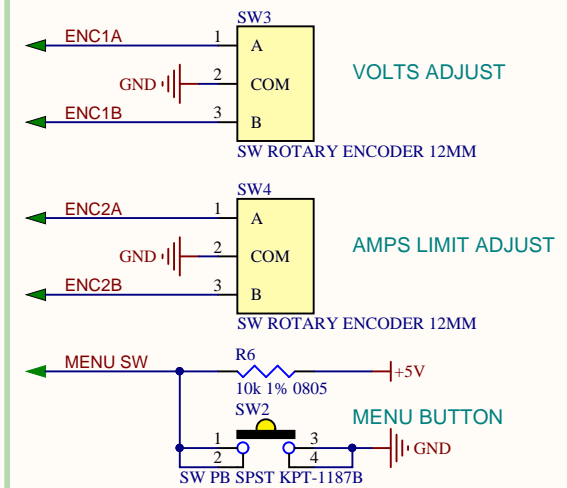 SW3
ENC1A 1 A
VOLTS ADJUST
GND 2 COM
ENC1B 3 B
SW ROTARY ENCODER 12MM
SW4
ENC2A 1 A
AMPS LIMIT ADJUST
GND 2 COM
ENC2B 3 B
SW ROTARY ENCODER 12MM
MENU SW R6 +5V
10k 1% 0805
SW2
MENU BUTTON
1 3 GND
2 4
SW PB SPST KPT-1187B